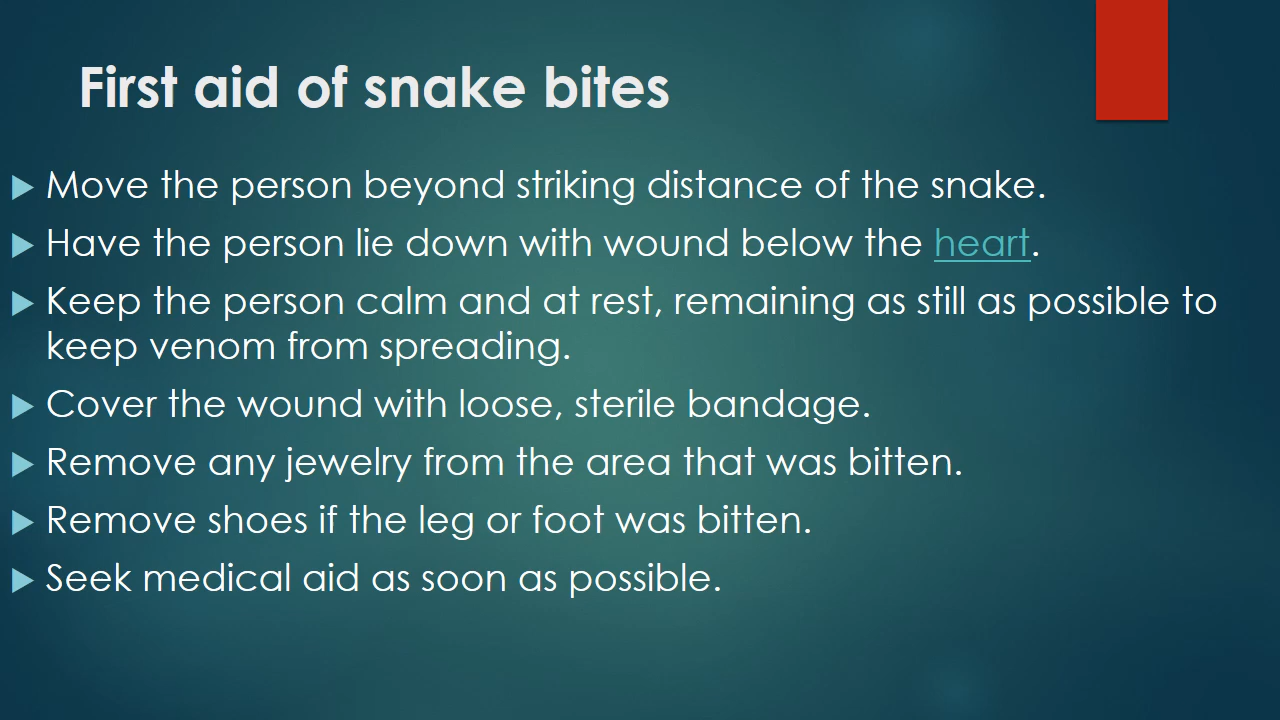 First aid of snake bites
Move the person beyond striking distance of the snake.
Have the person lie down with wound below the heart.
Keep the person calm and at rest, remaining as still as possible to
keep venom from spreading.
Cover the wound with loose, sterile bandage.
Remove any jewelry from the area that was bitten.
Remove shoes if the leg or foot was bitten.
Seek medical aid as soon as possible.